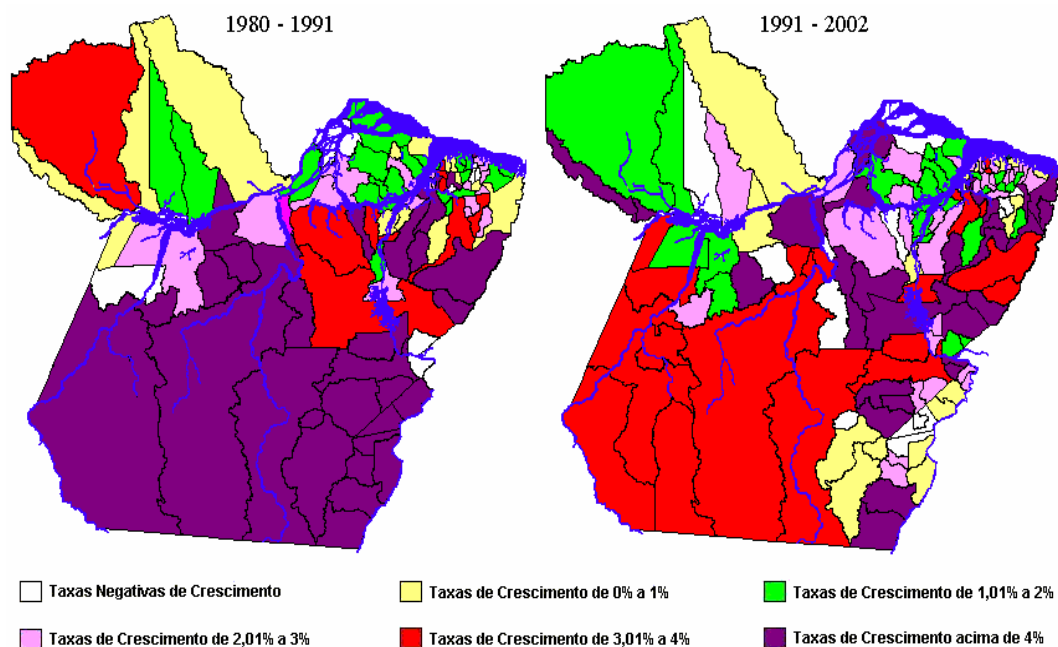 1980 - 1991
1991 - 2002
Taxas Negativas de Crescimento
Taxas de Crescimento de 0% a 1%
Taxas de Crescimento de 1,01% a 2%
Taxas de Crescimento de 2,01% a 3%
Taxas de Crescimento de 3,01% a 4%
Taxas de Crescimento acima de 4%